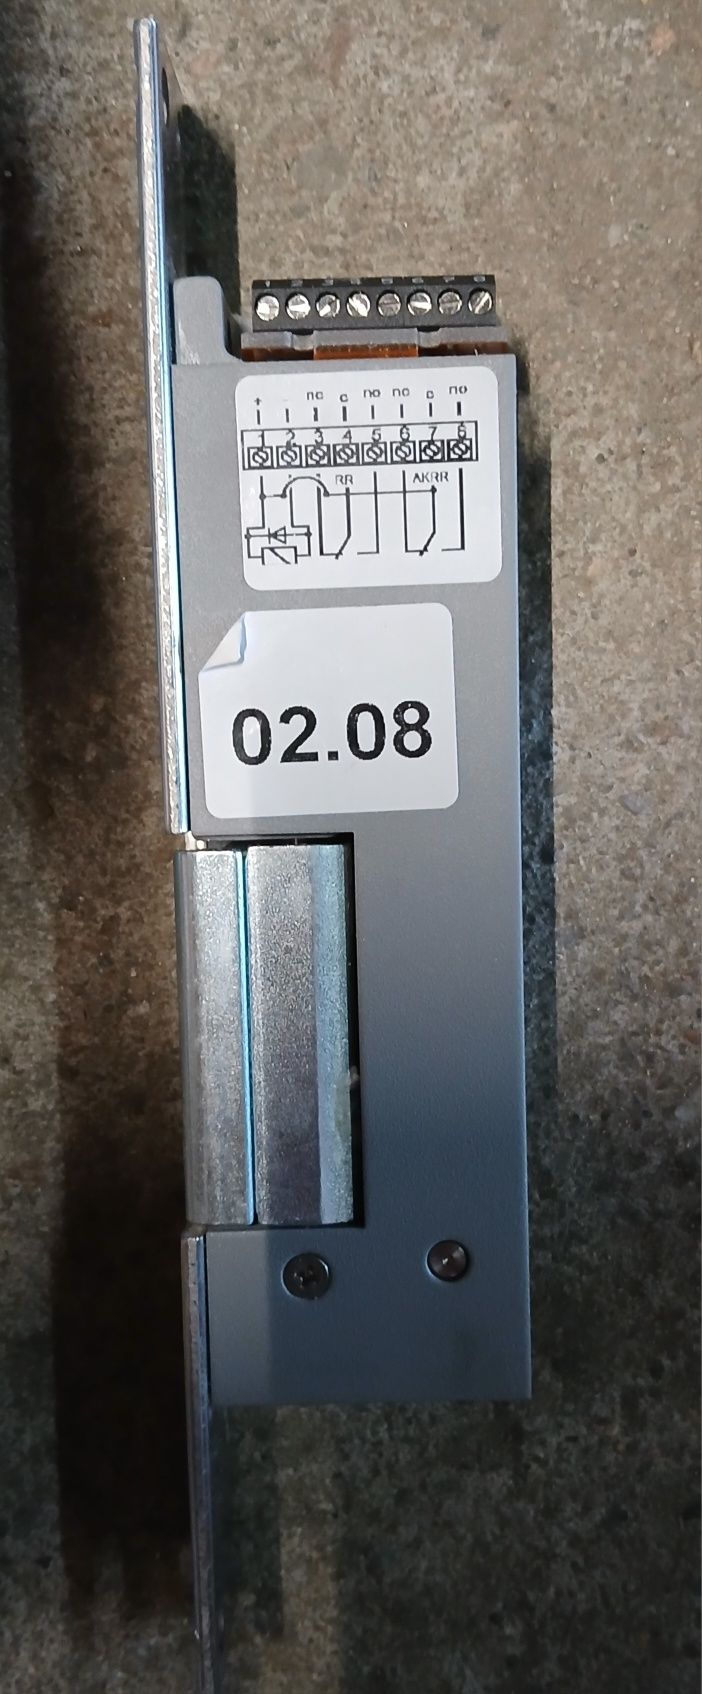 + - nc c no nc c no
1 2 3 4 5 6 7 8
RR AKRR
02.08